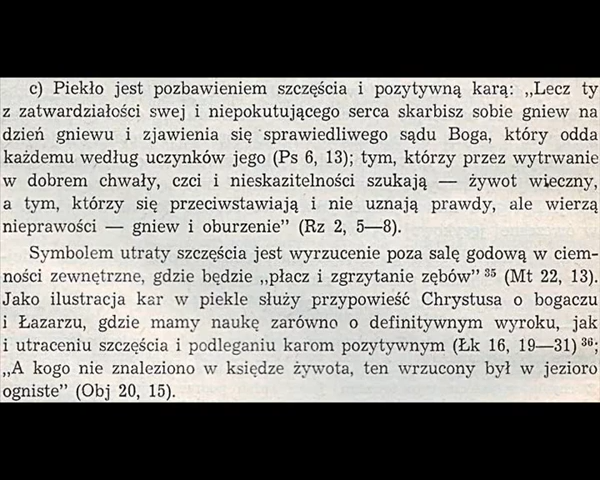 c) Piekło jest pozbawieniem szczęścia i pozytywną karą: „Lecz ty
z zatwardziałości swej i niepokutującego serca skarbisz sobie gniew na
dzień gniewu i zjawienia się sprawiedliwego sądu Boga, który odda
każdemu według uczynków jego (Ps 6, 13); tym, którzy przez wytrwanie
w dobrem chwały, czci i nieskazitelności szukają — żywot wieczny,
a tym, którzy się przeciwstawiają i nie uznają prawdy, ale wierzą
nieprawości — gniew i oburzenie” (Rz 2, 5—8).
Symbolem utraty szczęścia jest wyrzucenie poza salę godową w ciem-
ności zewnętrzne, gdzie będzie „płacz i zgrzytanie zębów” ³⁵ (Mt 22, 13).
Jako ilustracja kar w piekle służy przypowieść Chrystusa o bogaczu
i Łazarzu, gdzie mamy naukę zarówno o definitywnym wyroku, jak
i utraceniu szczęścia i podleganiu karom pozytywnym (Łk 16, 19—31) ³⁶;
„A kogo nie znaleziono w księdze żywota, ten wrzucony był w jezioro
ogniste” (Obj 20, 15).